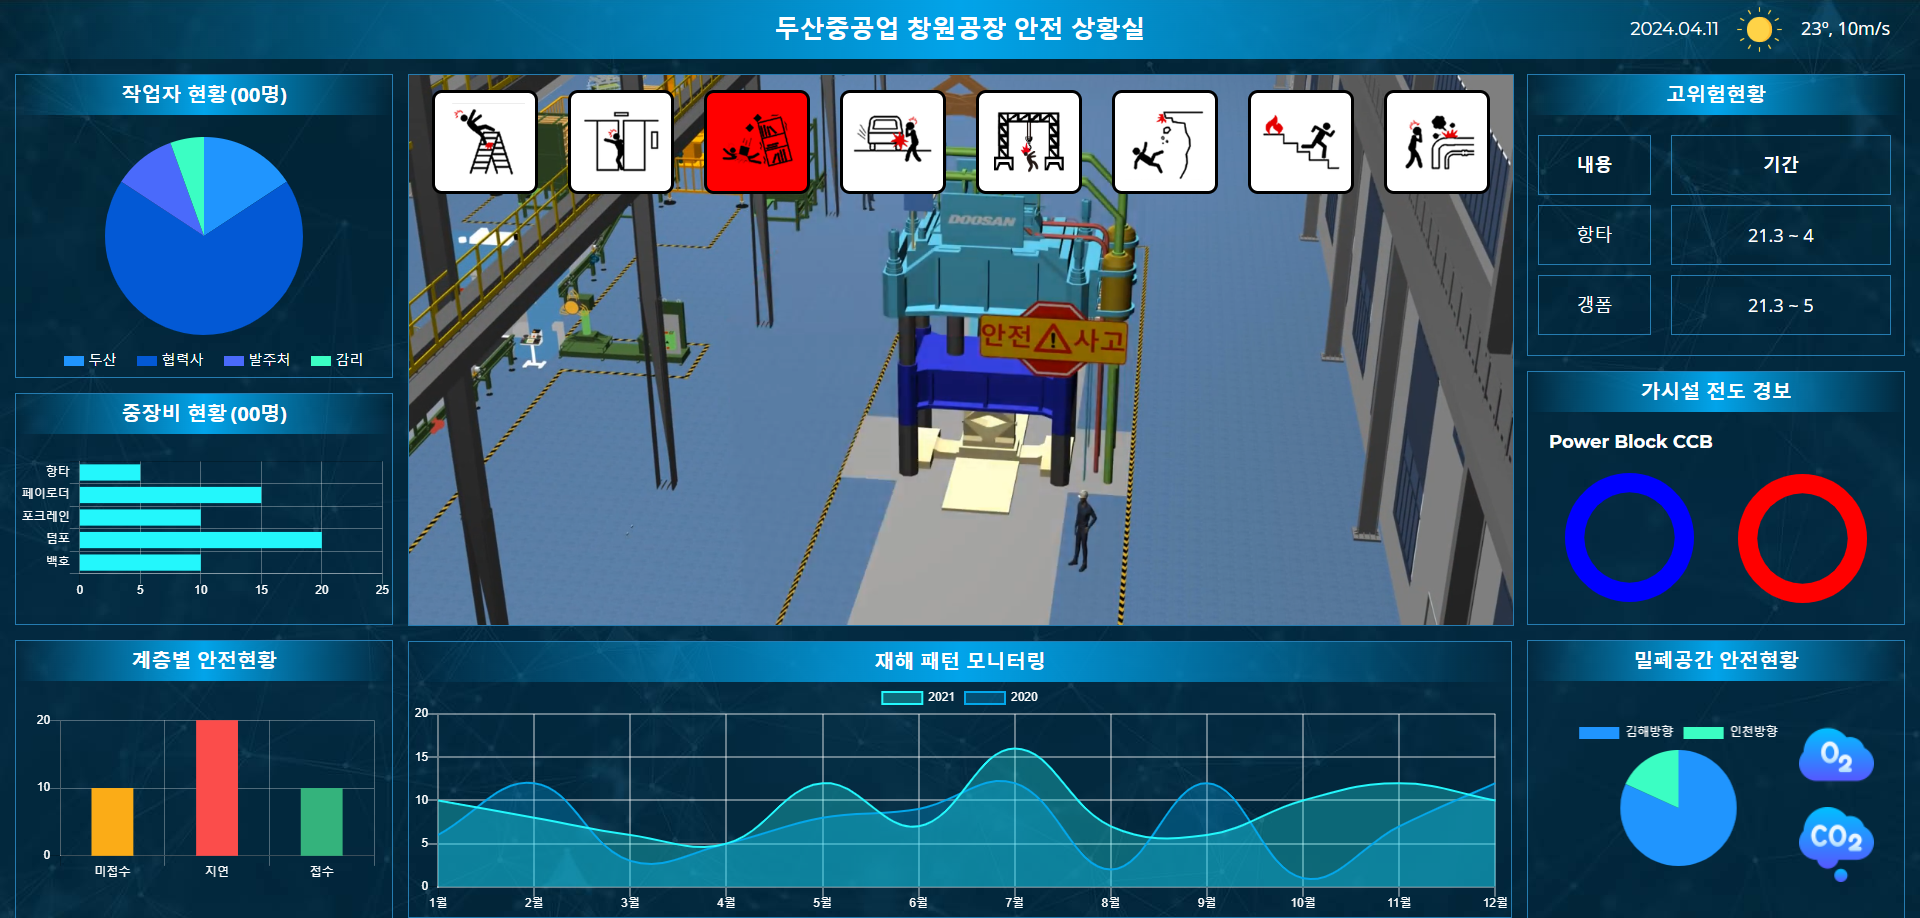 두산중공업 창원공장 안전 상황실
2024.04.11
23°, 10m/s
작업자 현황 (00명)
두산
협력사
발주처
감리
중장비 현황 (00명)
항타
페이로더
포크레인
덤포
백호
0 5 10 15 20 25
계층별 안전현황
20
10
0
미접수 지연 접수
DOOSAN
안전 사고
재해 패턴 모니터링
2021 2020
20
15
10
5
0
1월 2월 3월 4월 5월 6월 7월 8월 9월 10월 11월 12월
고위험현황
내용 기간
항타 21.3 ~ 4
갱폼 21.3 ~ 5
가시설 전도 경보
Power Block CCB
밀폐공간 안전현황
김해방향 인천방향
O2
CO2